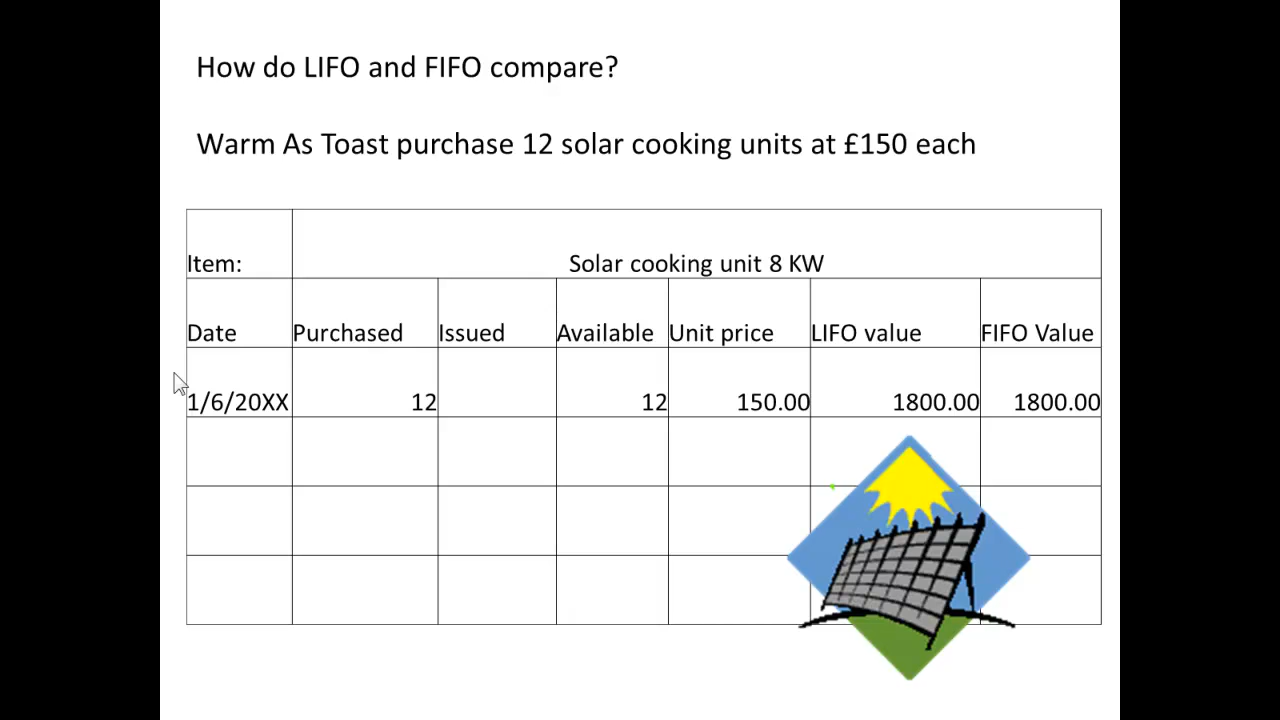 How do LIFO and FIFO compare?
Warm As Toast purchase 12 solar cooking units at £150 each
Item: Solar cooking unit 8 KW
Date Purchased Issued Available Unit price LIFO value FIFO Value
1/6/20XX 12 12 150.00 1800.00 1800.00